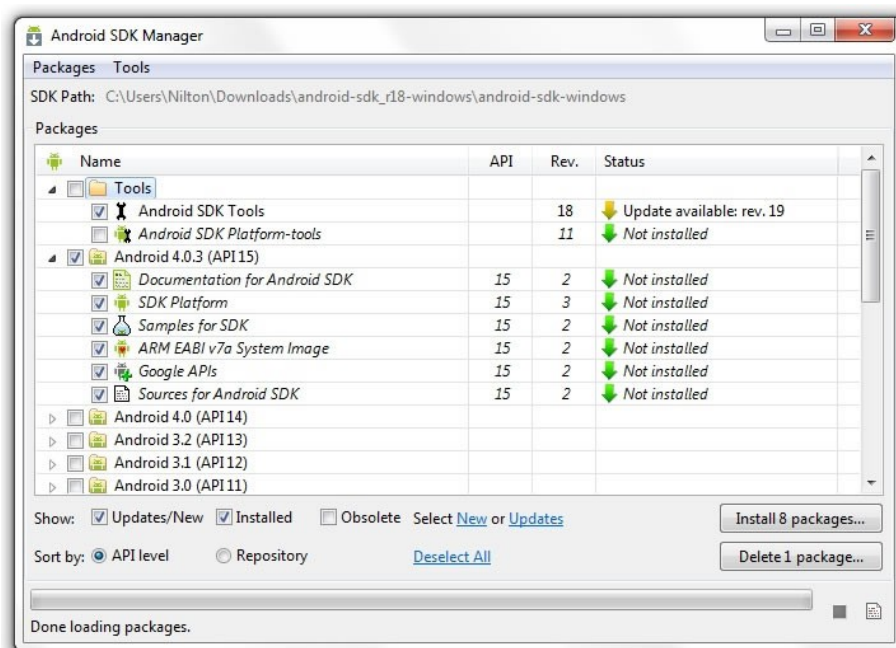 Android SDK Manager
Packages Tools
SDK Path: C:\Users\Nilton\Downloads\android-sdk_r18-windows\android-sdk-windows
Packages
Name API Rev. Status
Tools
Android SDK Tools 18 Update available: rev. 19
Android SDK Platform-tools 11 Not installed
Android 4.0.3 (API 15)
Documentation for Android SDK 15 2 Not installed
SDK Platform 15 3 Not installed
Samples for SDK 15 2 Not installed
ARM EABI v7a System Image 15 2 Not installed
Google APIs 15 2 Not installed
Sources for Android SDK 15 2 Not installed
Android 4.0 (API 14)
Android 3.2 (API 13)
Android 3.1 (API 12)
Android 3.0 (API 11)
Show: Updates/New Installed Obsolete Select New or Updates Install 8 packages...
Sort by: API level Repository Deselect All Delete 1 package...
Done loading packages.